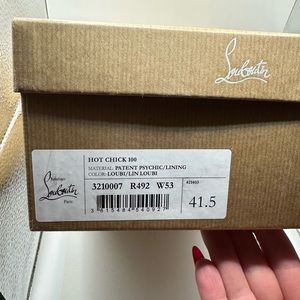 Louboutin
HOT CHICK 100
MATERIAL: PATENT PSYCHIC/LINING
COLOR: LOUBI/LIN LOUBI
Christian
Louboutin
Paris
3210007 R492 W53
41.5